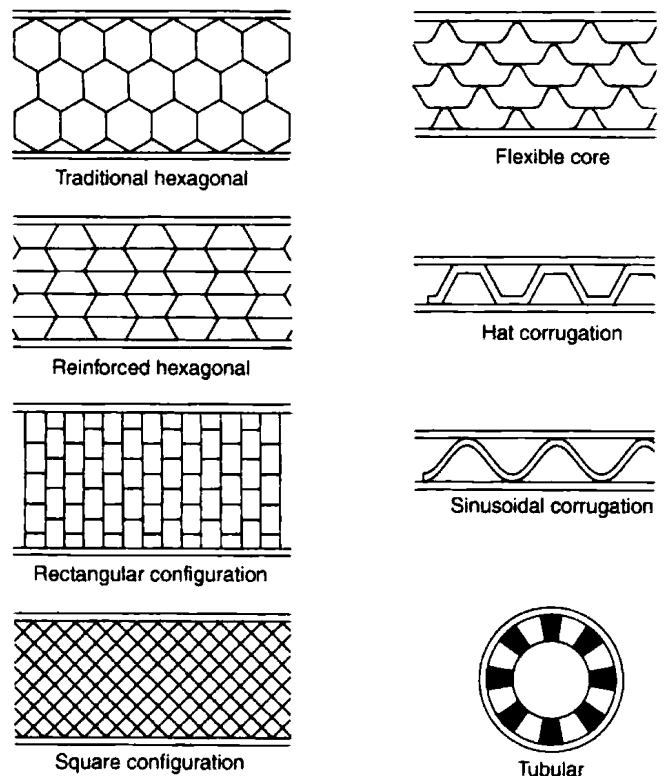 Traditional hexagonal
Flexible core
Reinforced hexagonal
Hat corrugation
Rectangular configuration
Sinusoidal corrugation
Square configuration
Tubular